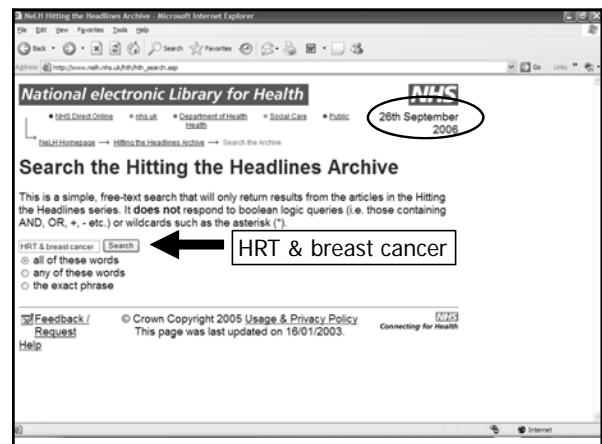 NeLH Hitting the Headlines Archive - Microsoft Internet Explorer
File Edit View Favorites Tools Help
Back Search Favorites
Address http://www.nelh.nhs.uk/hth/hth_search.asp Go Links »
National electronic Library for Health NHS
• NHS Direct Online • nhs.uk • Department of Health • Social Care • Public
26th September 2006
NeLH Homepage → Hitting the Headlines Archive → Search the Archive
Search the Hitting the Headlines Archive
This is a simple, free-text search that will only return results from the articles in the Hitting
the Headlines series. It does not respond to boolean logic queries (i.e. those containing
AND, OR, +, - etc.) or wildcards such as the asterisk (*).
HRT & breast cancer Search
HRT & breast cancer
all of these words
any of these words
the exact phrase
Feedback / Request
© Crown Copyright 2005 Usage & Privacy Policy
This page was last updated on 16/01/2003.
NHS
Connecting for Health
Help
Internet